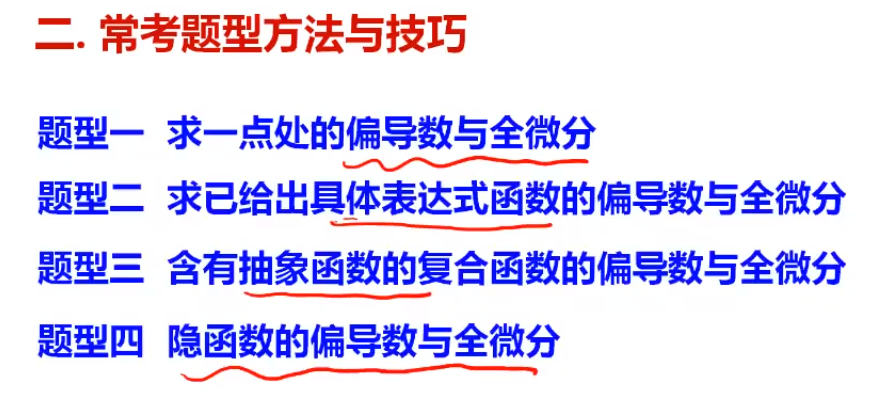 二. 常考题型方法与技巧
题型一 求一点处的偏导数与全微分
题型二 求已给出具体表达式函数的偏导数与全微分
题型三 含有抽象函数的复合函数的偏导数与全微分
题型四 隐函数的偏导数与全微分